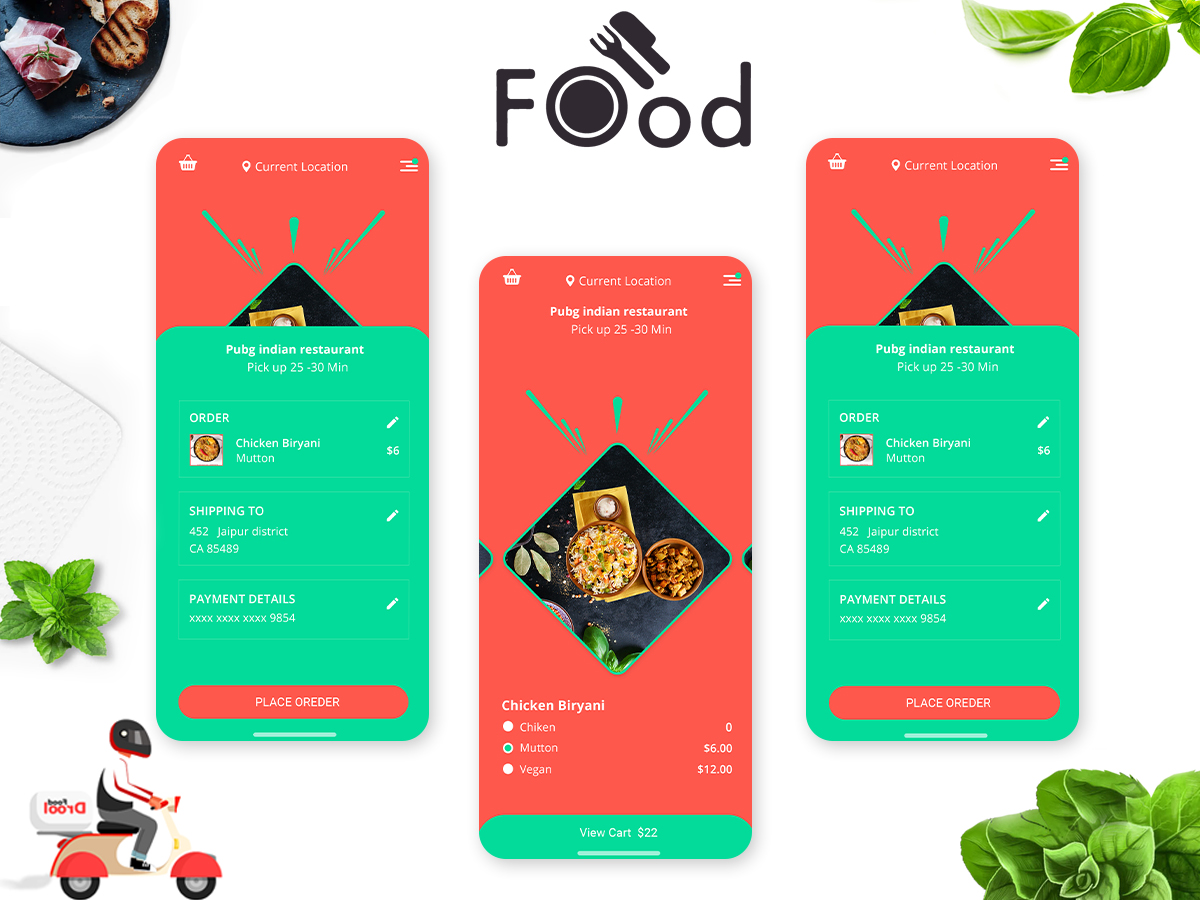 FOod
Current Location
Pubg indian restaurant
Pick up 25 -30 Min
ORDER
Chicken Biryani
Mutton
$6
SHIPPING TO
452 Jaipur district
CA 85489
PAYMENT DETAILS
xxxx xxxx xxxx 9854
PLACE OREDER
Current Location
Pubg indian restaurant
Pick up 25 -30 Min
Chicken Biryani
Chiken 0
Mutton $6.00
Vegan $12.00
View Cart $22
Current Location
Pubg indian restaurant
Pick up 25 -30 Min
ORDER
Chicken Biryani
Mutton
$6
SHIPPING TO
452 Jaipur district
CA 85489
PAYMENT DETAILS
xxxx xxxx xxxx 9854
PLACE OREDER
Food
Drool